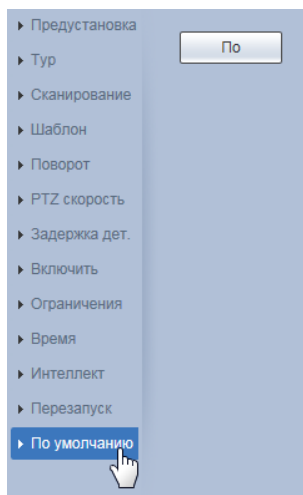 Предустановка
По
Тур
Сканирование
Шаблон
Поворот
PTZ скорость
Задержка дет.
Включить
Ограничения
Время
Интеллект
Перезапуск
По умолчанию